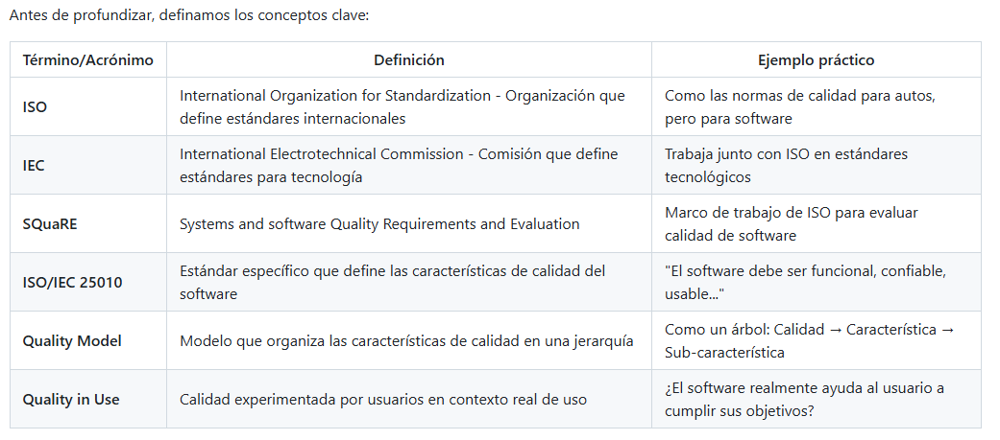 Antes de profundizar, definamos los conceptos clave:
Término/Acrónimo Definición Ejemplo práctico
ISO
International Organization for Standardization - Organización que
define estándares internacionales
Como las normas de calidad para autos,
pero para software
IEC
International Electrotechnical Commission - Comisión que define
estándares para tecnología
Trabaja junto con ISO en estándares
tecnológicos
SQuaRE
Systems and software Quality Requirements and Evaluation
Marco de trabajo de ISO para evaluar
calidad de software
ISO/IEC 25010
Estándar específico que define las características de calidad del
software
"El software debe ser funcional, confiable,
usable..."
Quality Model
Modelo que organiza las características de calidad en una jerarquía
Como un árbol: Calidad → Característica →
Sub-característica
Quality in Use
Calidad experimentada por usuarios en contexto real de uso
¿El software realmente ayuda al usuario a
cumplir sus objetivos?